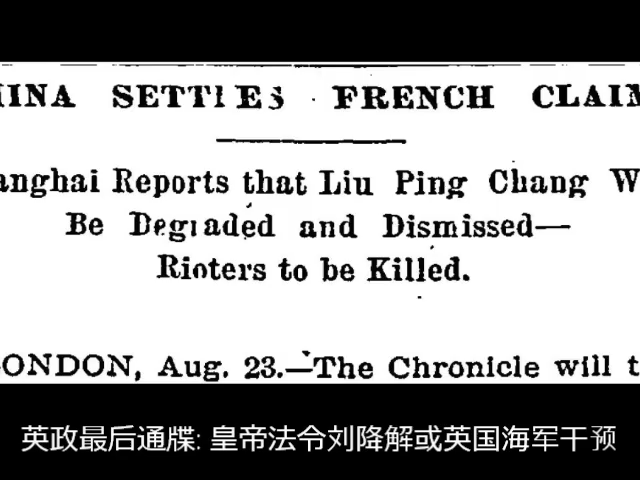 HINA SETTLES FRENCH CLAIM
anghai Reports that Liu Ping Chang W
Be Degraded and Dismissed—
Rioters to be Killed.
ONDON, Aug. 23.—The Chronicle will t
英政最后通牒: 皇帝法令刘降解或英国海军干预